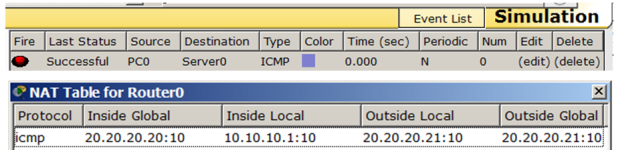 Event List Simulation
Fire Last Status Source Destination Type Color Time (sec) Periodic Num Edit Delete
Successful PC0 Server0 ICMP 0.000 N 0 (edit) (delete)
NAT Table for Router0
Protocol Inside Global Inside Local Outside Local Outside Global
icmp 20.20.20.20:10 10.10.10.1:10 20.20.20.21:10 20.20.20.21:10